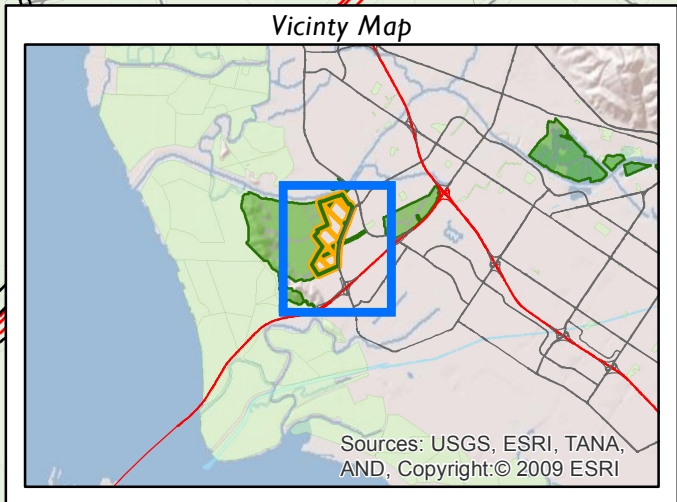 Vicinty Map
Sources: USGS, ESRI, TANA,
AND, Copyright:© 2009 ESRI